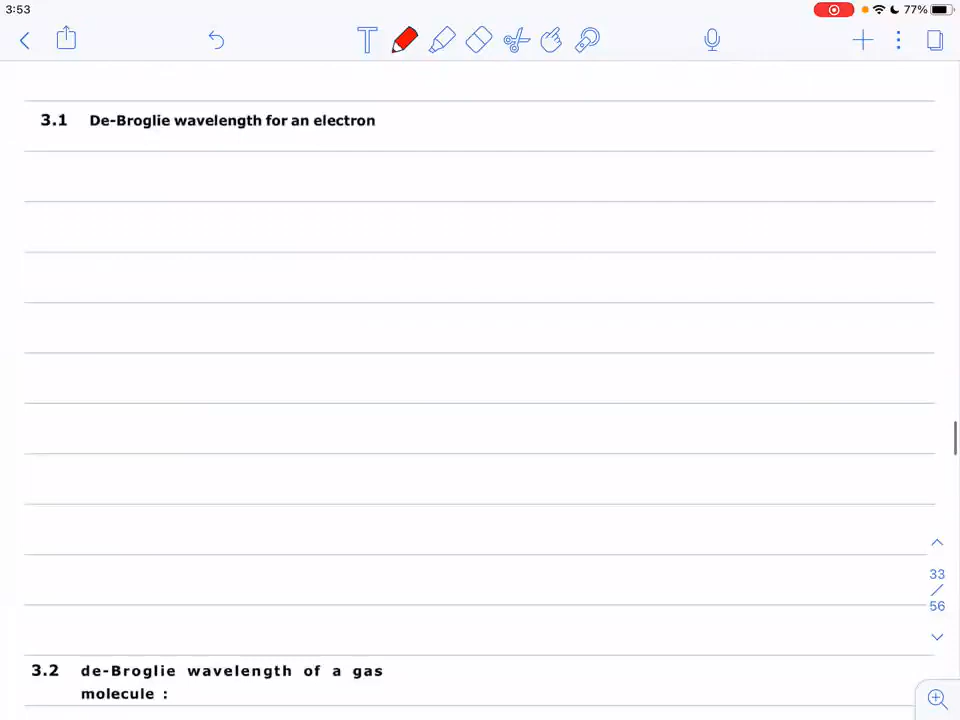 3:53
77%
T
3.1 De-Broglie wavelength for an electron
33
56
3.2 de-Broglie wavelength of a gas
molecule :